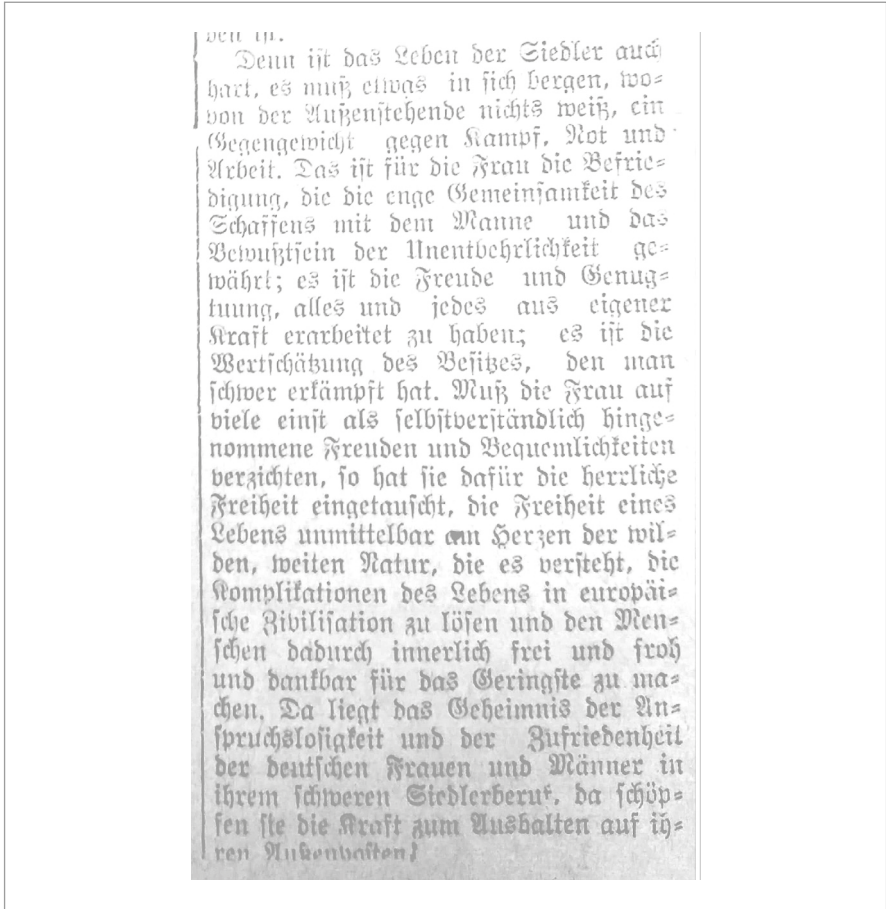 ven ist.
Denn ist das Leben der Siedler auch
hart, es muß etwas in sich bergen, wo-
von der Außenstehende nichts weiß, ein
Gegengewicht gegen Kampf, Not und
Arbeit. Das ist für die Frau die Befrie-
digung, die die enge Gemeinsamkeit des
Schaffens mit dem Manne und das
Bewußtsein der Unentbehrlichkeit ge-
währt; es ist die Freude und Genug-
tuung, alles und jedes aus eigener
Kraft erarbeitet zu haben; es ist die
Wertschätzung des Besitzes, den man
schwer erkämpft hat. Muß die Frau auf
viele einst als selbstverständlich hinge-
nommene Freuden und Bequemlichkeiten
verzichten, so hat sie dafür die herrliche
Freiheit eingetauscht, die Freiheit eines
Lebens unmittelbar am Herzen der wil-
den, weiten Natur, die es versteht, die
Komplikationen des Lebens in europäi-
sche Zivilisation zu lösen und den Men-
schen dadurch innerlich frei und froh
und dankbar für das Geringste zu ma-
chen. Da liegt das Geheimnis der An-
spruchslosigkeit und der Zufriedenheit
der deutschen Frauen und Männer in
ihrem schweren Siedlerberuf, da schöp-
fen sie die Kraft zum Aushalten auf ih-
ren Außenposten!